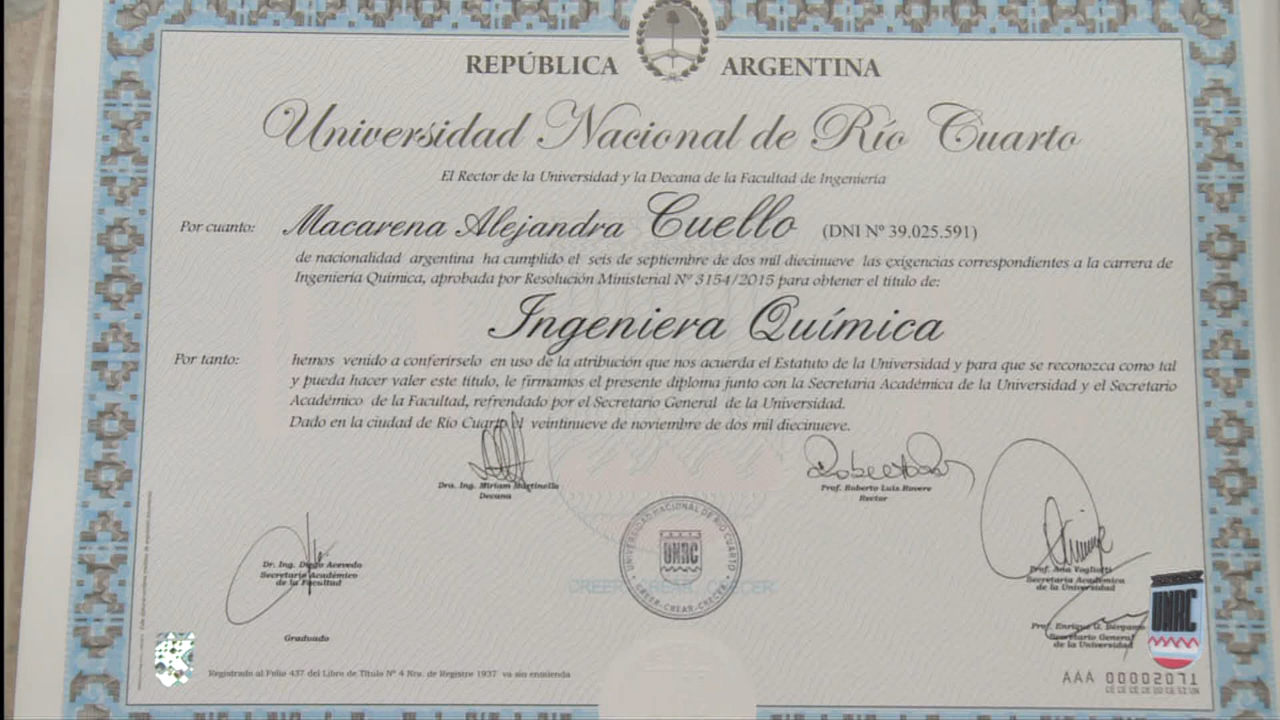 REPÚBLICA ARGENTINA
Universidad Nacional de Río Cuarto
El Rector de la Universidad y la Decana de la Facultad de Ingeniería
Por cuanto: Macarena Alejandra Cuello (DNI Nº 39.025.591)
de nacionalidad argentina ha cumplido el seis de septiembre de dos mil diecinueve las exigencias correspondientes a la carrera de
Ingeniería Química, aprobada por Resolución Ministerial Nº 3154/2015 para obtener el título de:
Ingeniera Química
Por tanto: hemos venido a conferírselo en uso de la atribución que nos acuerda el Estatuto de la Universidad y para que se reconozca como tal
y pueda hacer valer este título, le firmamos el presente diploma junto con la Secretaria Académica de la Universidad y el Secretario
Académico de la Facultad, refrendado por el Secretario General de la Universidad.
Dado en la ciudad de Río Cuarto el veintinueve de noviembre de dos mil diecinueve.
Dra. Ing. Miriam Martinello
Decana
Prof. Roberto Luis Rovere
Rector
UNIVERSIDAD NACIONAL DE RÍO CUARTO
UNRC
CREER-CREAR-CRECER
CREER CREAR CRECER
Dr. Ing. Diego Acevedo
Secretario Académico
de la Facultad
Prof. Ana Vogliotti
Secretaria Académica
de la Universidad
Prof. Enrique G. Bérgamo
Secretario General
de la Universidad
UNRC
Graduado
Registrado al Folio 437 del Libro de Título Nº 4 Nro. de Registro 1937 va sin enmienda
AAA 00002071